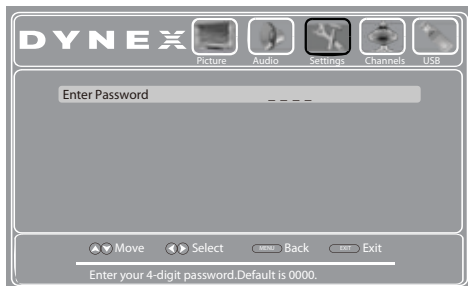 DYNEX
Picture Audio Settings Channels USB
Enter Password _ _ _ _
Move Select MENU Back EXIT Exit
Enter your 4-digit password.Default is 0000.